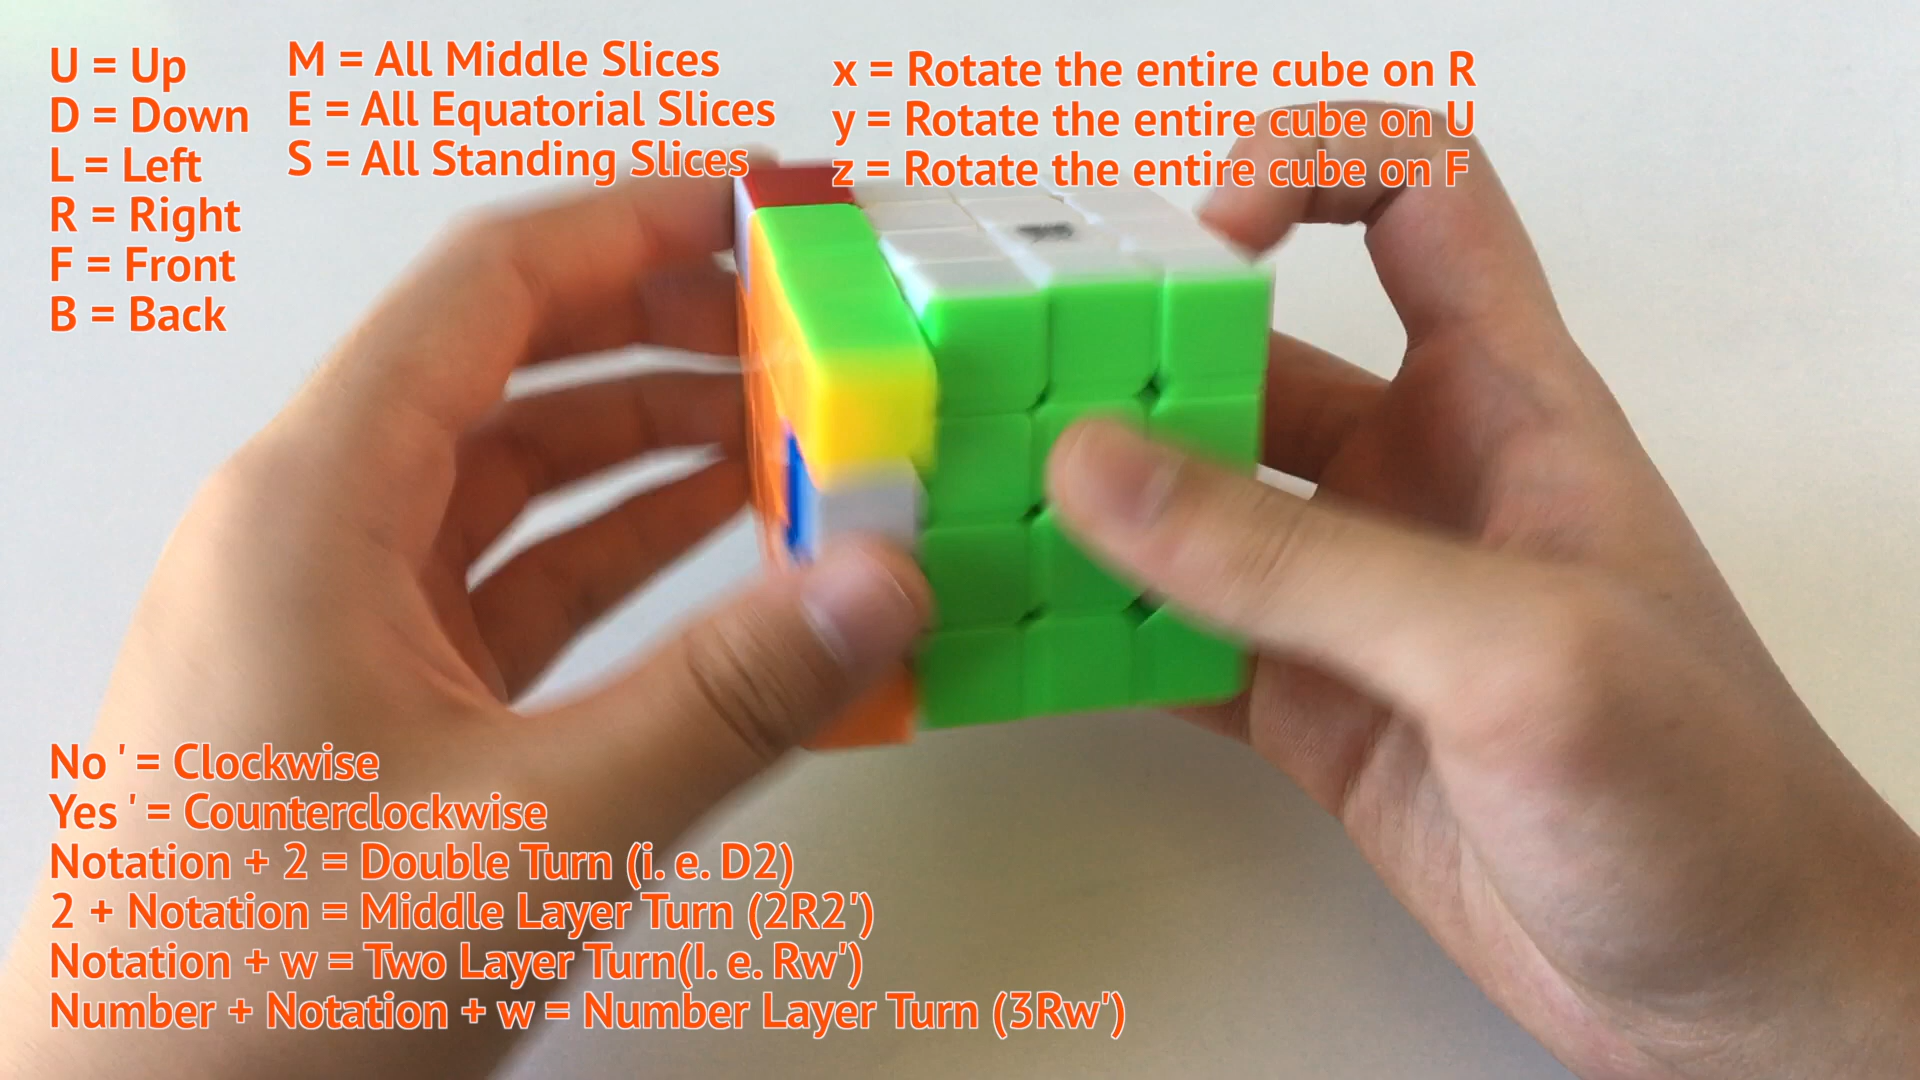 U = Up
D = Down
L = Left
R = Right
F = Front
B = Back
M = All Middle Slices
E = All Equatorial Slices
S = All Standing Slices
x = Rotate the entire cube on R
y = Rotate the entire cube on U
z = Rotate the entire cube on F
No ' = Clockwise
Yes ' = Counterclockwise
Notation + 2 = Double Turn (i. e. D2)
2 + Notation = Middle Layer Turn (2R2')
Notation + w = Two Layer Turn(I. e. Rw')
Number + Notation + w = Number Layer Turn (3Rw')